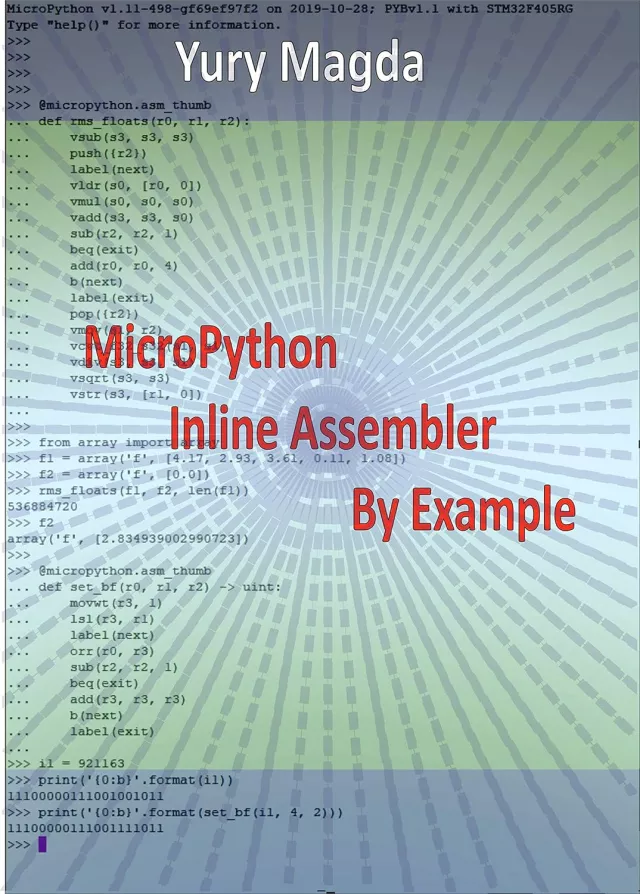 MicroPython v1.11-498-gf69ef97f2 on 2019-10-28; PYBv1.1 with STM32F405RG
Type "help()" for more information.
>>>
>>>
>>>
>>>
Yury Magda
>>> @micropython.asm_thumb
... def rms_floats(r0, r1, r2):
...     vsub(s3, s3, s3)
...     push({r2})
...     label(next)
...     vldr(s0, [r0, 0])
...     vmul(s0, s0, s0)
...     vadd(s3, s3, s0)
...     sub(r2, r2, 1)
...     beq(exit)
...     add(r0, r0, 4)
...     b(next)
...     label(exit)
...     pop({r2})
...     r2)
MicroPython
...
...
...     vsqrt(s3, s3)
...     vstr(s3, [r1, 0])
...
>>>
Inline Assembler
>>> from array import array
>>> f1 = array('f', [4.17, 2.93, 3.61, 0.11, 1.08])
>>> f2 = array('f', [0.0])
>>> rms_floats(f1, f2, len(f1))
536884720
By Example
>>> f2
array('f', [2.834939002990723])
>>>
>>> @micropython.asm_thumb
... def set_bf(r0, r1, r2) -> uint:
...     movwt(r3, 1)
...     lsl(r3, r1)
...     label(next)
...     orr(r0, r3)
...     sub(r2, r2, 1)
...     beq(exit)
...     add(r3, r3, r3)
...     b(next)
...     label(exit)
...
>>> i1 = 921163
>>> print('{0:b}'.format(i1))
11100000111001001011
>>> print('{0:b}'.format(set_bf(i1, 4, 2)))
11100000111001111011
>>>